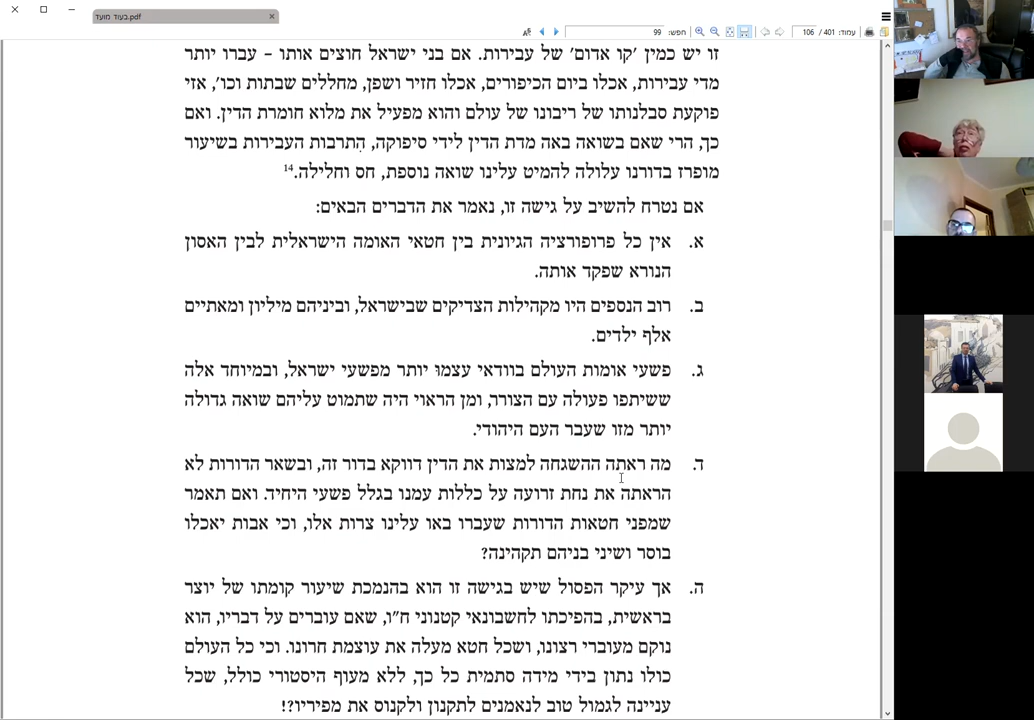 בעוד מועד.pdf
עמוד: 106 / 401
חפש: 99
זו יש כמין 'קו אדום' של עבירות. אם בני ישראל חוצים אותו – עברו יותר
מדי עבירות, אכלו ביום הכיפורים, אכלו חזיר ושפן, מחללים שבתות וכו', אזי
פוקעת סבלנותו של ריבונו של עולם והוא מפעיל את מלוא חומרת הדין. ואם
כך, הרי שאם בשואה באה מדת הדין לידי סיפוקה, התרבות העבירות בשיעור
מופרז בדורנו עלולה להמיט עלינו שואה נוספת, חס וחלילה.14
אם נטרח להשיב על גישה זו, נאמר את הדברים הבאים:
א. אין כל פרופורציה הגיונית בין חטאי האומה הישראלית לבין האסון
הנורא שפקד אותה.
ב. רוב הנספים היו מקהילות הצדיקים שבישראל, וביניהם מיליון ומאתיים
אלף ילדים.
ג. פשעי אומות העולם בוודאי עצמוּ יותר מפשעי ישראל, ובמיוחד אלה
ששיתפו פעולה עם הצורר, ומן הראוי היה שתמוט עליהם שואה גדולה
יותר מזו שעבר העם היהודי.
ד. מה ראתה ההשגחה למצות את הדין דווקא בדור זה, ובשאר הדורות לא
הראתה את נחת זרועה על כללות עמנו בגלל פשעי היחיד. ואם תאמר
שמפני חטאות הדורות שעברו באו עלינו צרות אלו, וכי אבות יאכלו
בוסר ושיני בניהם תקהינה?
ה. אך עיקר הפסול שיש בגישה זו הוא בהנמכת שיעור קומתו של יוצר
בראשית, בהפיכתו לחשבונאי קטנוני ח"ו, שאם עוברים על דבריו, הוא
נוקם מעוברי רצונו, ושכל חטא מעלה את עוצמת חרונו. וכי כל העולם
כולו נתון בידי מידה סתמית כל כך, ללא מעוף היסטורי כולל, שכל
עניינה לגמול טוב לנאמנים לתקנון ולקנוס את מפיריו?!